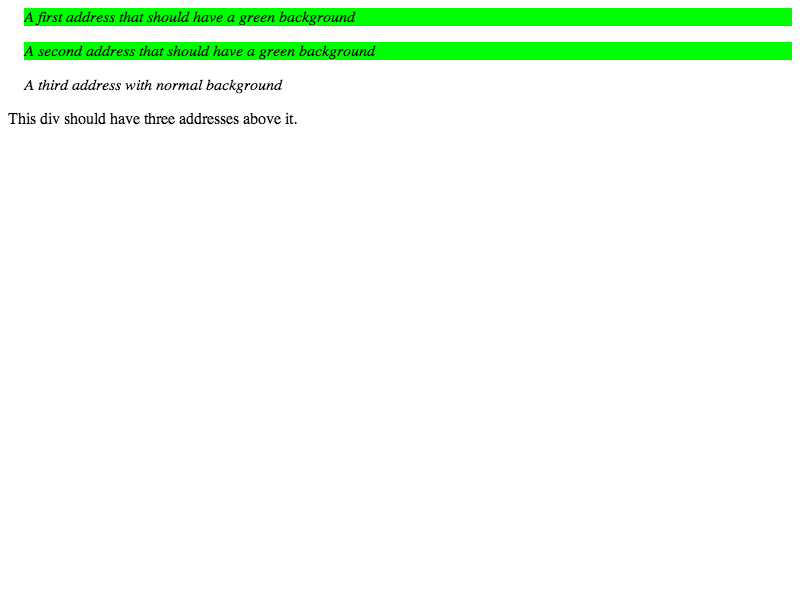 A first address that should have a green background
A second address that should have a green background
A third address with normal background
This div should have three addresses above it.